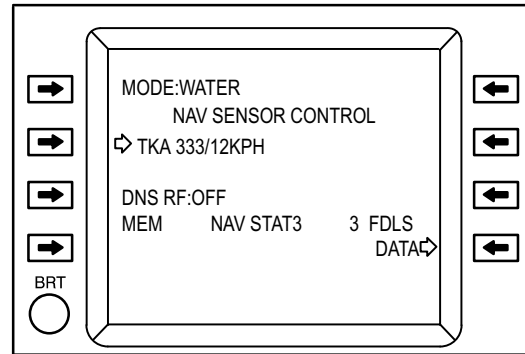 MODE:WATER
NAV SENSOR CONTROL
TKA 333/12KPH
DNS RF:OFF
MEM NAV STAT3 3 FDLS
DATA
BRT